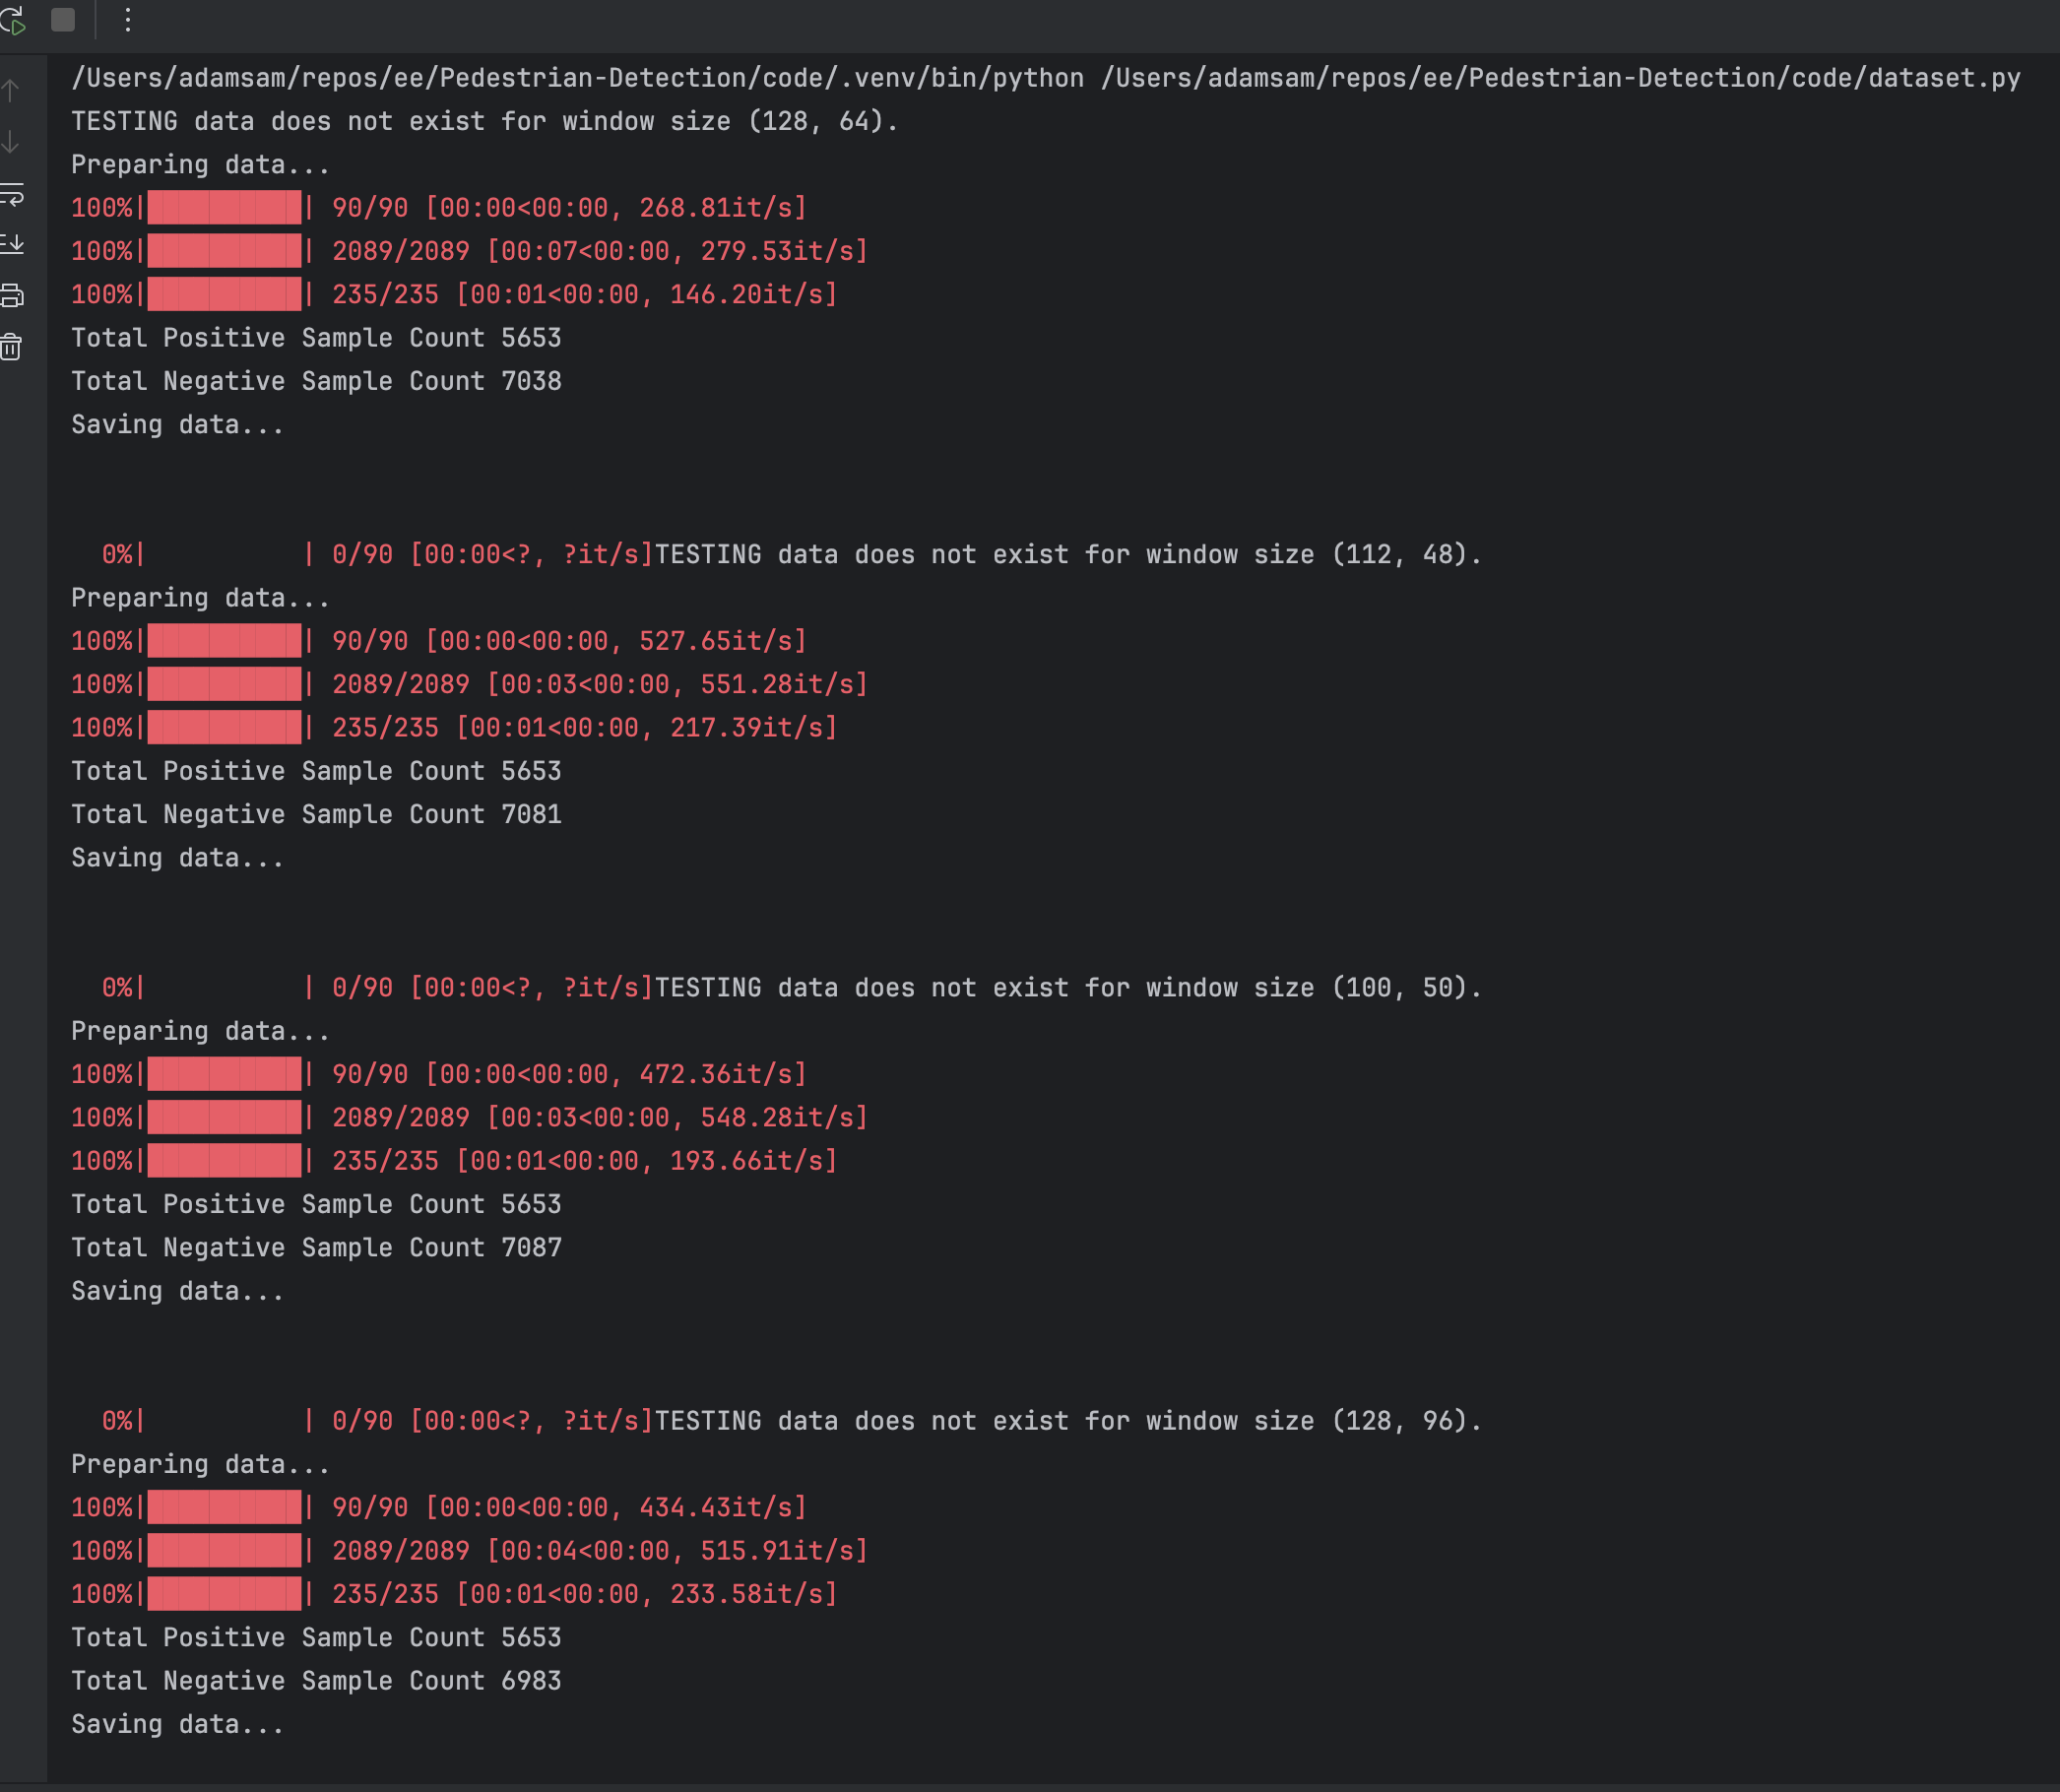 /Users/adamsam/repos/ee/Pedestrian-Detection/code/.venv/bin/python /Users/adamsam/repos/ee/Pedestrian-Detection/code/dataset.py
TESTING data does not exist for window size (128, 64).
Preparing data...
100%|██████████| 90/90 [00:00<00:00, 268.81it/s]
100%|██████████| 2089/2089 [00:07<00:00, 279.53it/s]
100%|██████████| 235/235 [00:01<00:00, 146.20it/s]
Total Positive Sample Count 5653
Total Negative Sample Count 7038
Saving data...
  0%|          | 0/90 [00:00<?, ?it/s]TESTING data does not exist for window size (112, 48).
Preparing data...
100%|██████████| 90/90 [00:00<00:00, 527.65it/s]
100%|██████████| 2089/2089 [00:03<00:00, 551.28it/s]
100%|██████████| 235/235 [00:01<00:00, 217.39it/s]
Total Positive Sample Count 5653
Total Negative Sample Count 7081
Saving data...
  0%|          | 0/90 [00:00<?, ?it/s]TESTING data does not exist for window size (100, 50).
Preparing data...
100%|██████████| 90/90 [00:00<00:00, 472.36it/s]
100%|██████████| 2089/2089 [00:03<00:00, 548.28it/s]
100%|██████████| 235/235 [00:01<00:00, 193.66it/s]
Total Positive Sample Count 5653
Total Negative Sample Count 7087
Saving data...
  0%|          | 0/90 [00:00<?, ?it/s]TESTING data does not exist for window size (128, 96).
Preparing data...
100%|██████████| 90/90 [00:00<00:00, 434.43it/s]
100%|██████████| 2089/2089 [00:04<00:00, 515.91it/s]
100%|██████████| 235/235 [00:01<00:00, 233.58it/s]
Total Positive Sample Count 5653
Total Negative Sample Count 6983
Saving data...